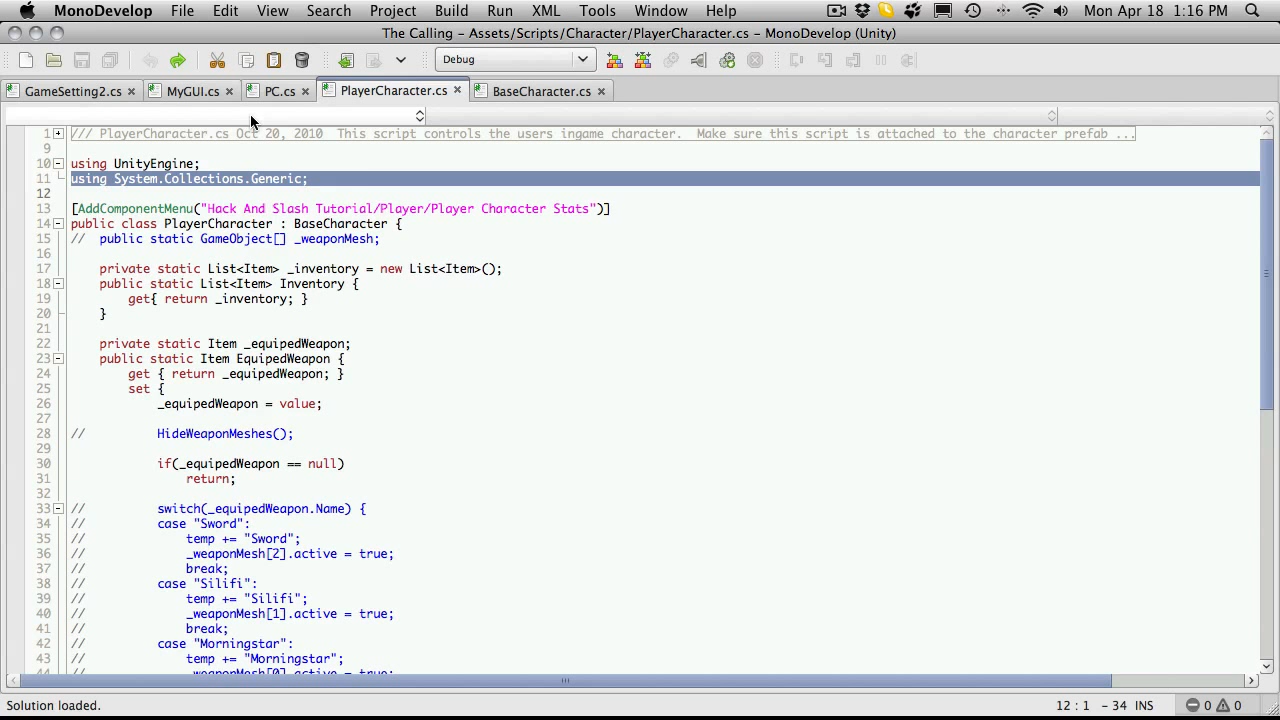 MonoDevelop File Edit View Search Project Build Run XML Tools Window Help Mon Apr 18 1:16 PM
The Calling - Assets/Scripts/Character/PlayerCharacter.cs - MonoDevelop (Unity)
Debug
GameSetting2.cs MyGUI.cs PC.cs PlayerCharacter.cs BaseCharacter.cs
1 /// PlayerCharacter.cs Oct 20, 2010  This script controls the users ingame character.  Make sure this script is attached to the character prefab ...
9
10 using UnityEngine;
11 using System.Collections.Generic;
12
13 [AddComponentMenu("Hack And Slash Tutorial/Player/Player Character Stats")]
14 public class PlayerCharacter : BaseCharacter {
15 //  public static GameObject[] _weaponMesh;
16
17     private static List<Item> _inventory = new List<Item>();
18     public static List<Item> Inventory {
19         get{ return _inventory; }
20     }
21
22     private static Item _equipedWeapon;
23     public static Item EquipedWeapon {
24         get { return _equipedWeapon; }
25         set {
26             _equipedWeapon = value;
27
28 //          HideWeaponMeshes();
29
30             if(_equipedWeapon == null)
31                 return;
32
33 //          switch(_equipedWeapon.Name) {
34 //          case "Sword":
35 //              temp += "Sword";
36 //              _weaponMesh[2].active = true;
37 //              break;
38 //          case "Silifi":
39 //              temp += "Silifi";
40 //              _weaponMesh[1].active = true;
41 //              break;
42 //          case "Morningstar":
43 //              temp += "Morningstar";
44 //              _weaponMesh[0].active = true;
Solution loaded. 12 : 1 - 34 INS 0 0